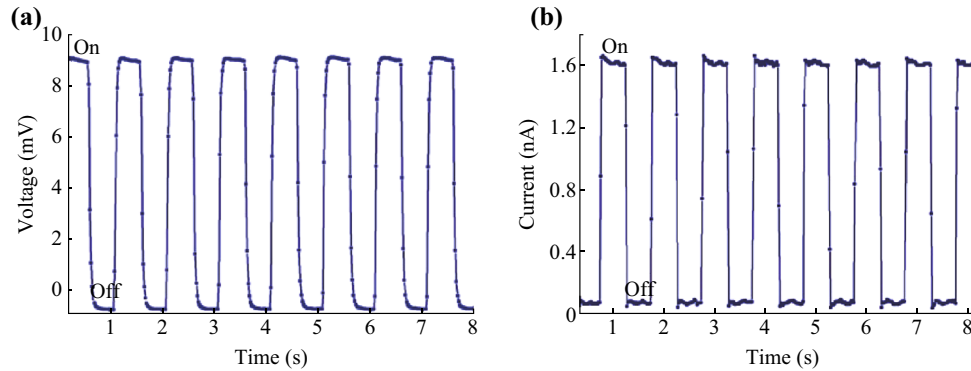 (a)
10
On
8
6
4
2
0
Off
Voltage (mV)
1 2 3 4 5 6 7 8
Time (s)
(b)
On
1.6
1.2
0.8
0.4
0
Off
Current (nA)
1 2 3 4 5 6 7 8
Time (s)